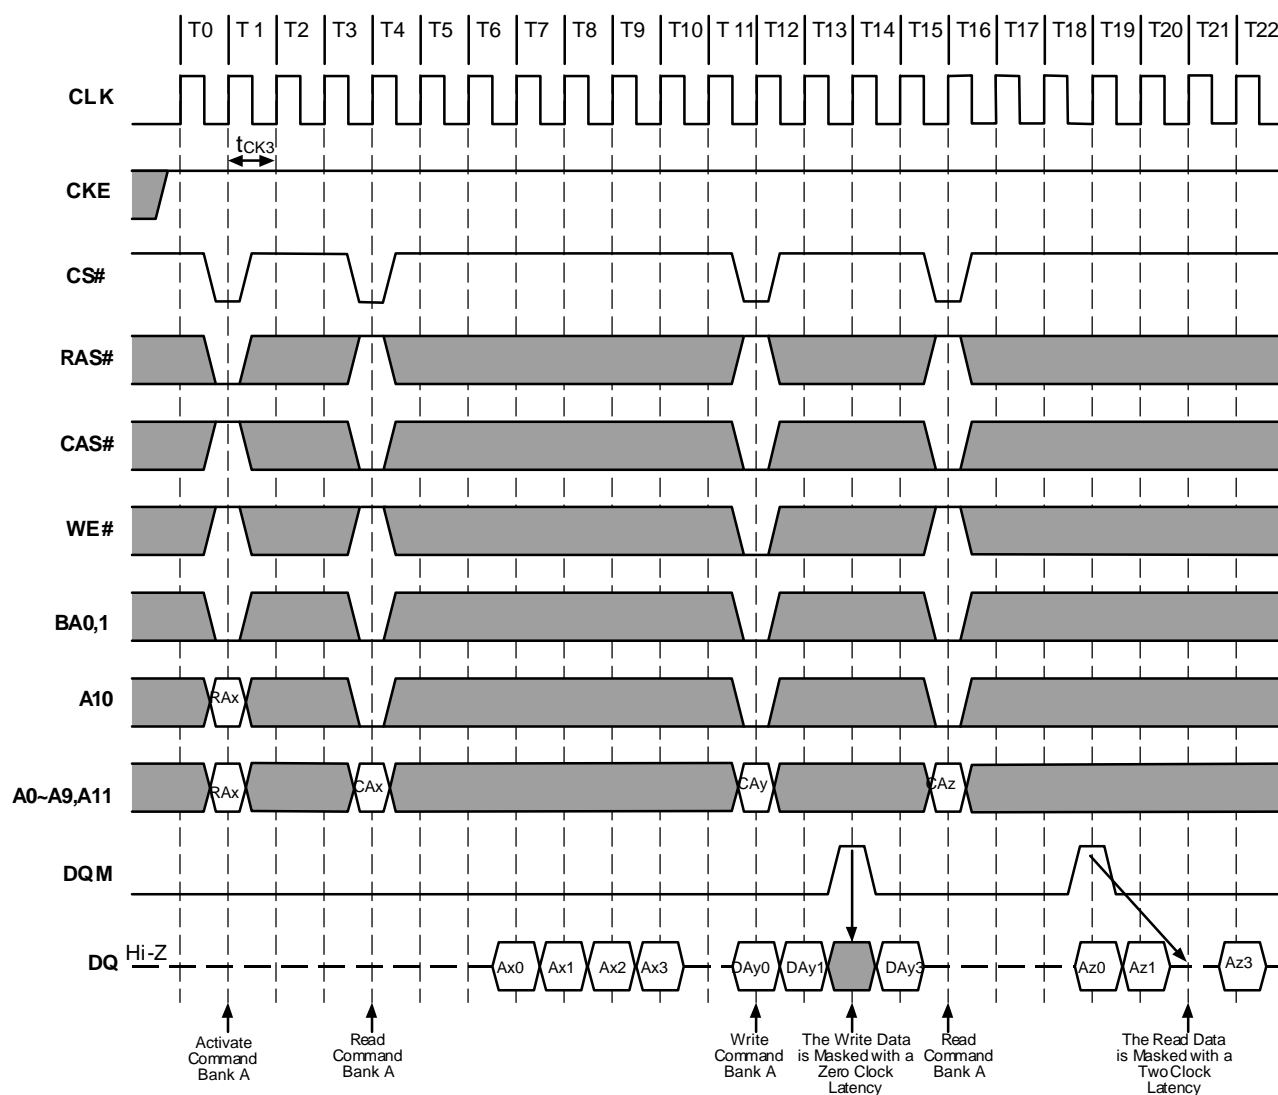 T0 T1 T2 T3 T4 T5 T6 T7 T8 T9 T10 T11 T12 T13 T14 T15 T16 T17 T18 T19 T20 T21 T22
CLK
tCK3
CKE
CS#
RAS#
CAS#
WE#
BA0,1
A10
RAx
A0~A9,A11
RAx CAx CAy CAz
DQM
DQ Hi-Z Ax0 Ax1 Ax2 Ax3 DAy0 DAy1 DAy3 Az0 Az1 Az3
Activate
Command
Bank A
Read
Command
Bank A
Write
Command
Bank A
The Write Data
is Masked with a
Zero Clock
Latency
Read
Command
Bank A
The Read Data
is Masked with a
Two Clock
Latency